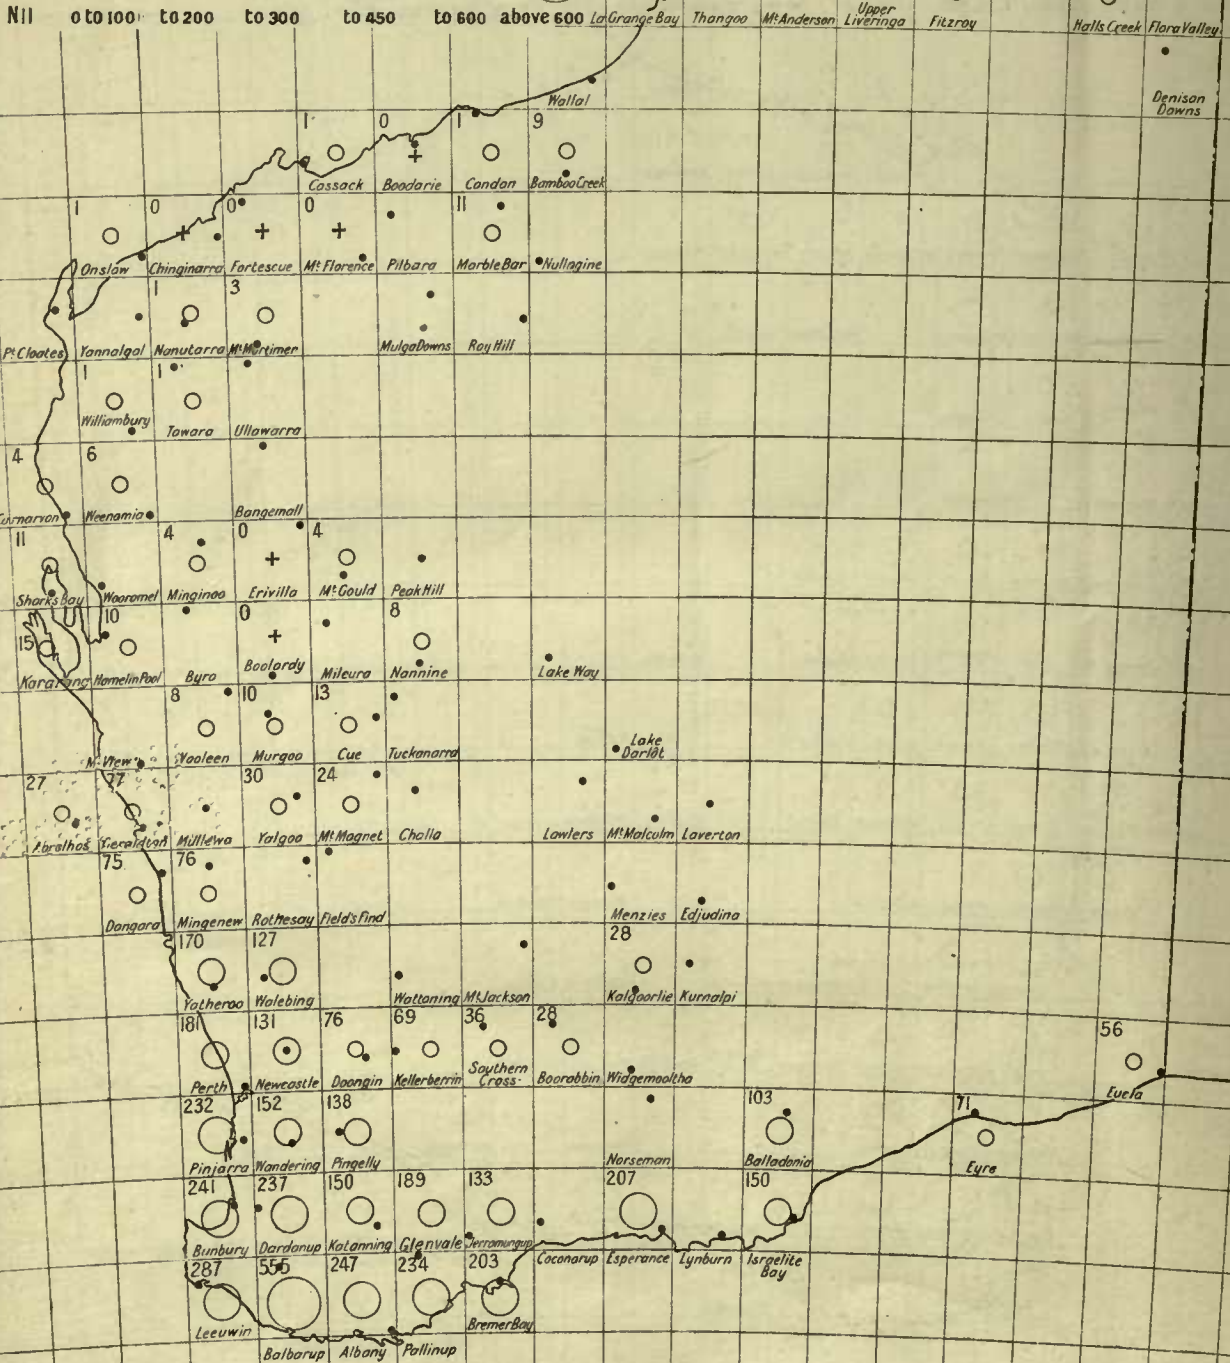 Nil 0 to 100 to 200 to 300 to 450 to 600 above 600 La Grange Bay Thangoo Mt. Anderson Upper Liveringa Fitzroy Halls Creek Flora Valley
Wallal Denison Downs
1 0 1 9
Cossack Boodarie Condon Bamboo Creek
1 0 0 0 11
Onslow Chinginarra Fortescue Mt. Florence Pilbara Marble Bar Nullagine
1 3
Pt. Cloates Yannalgal Nanutarra Mt. Mortimer Mulga Downs Roy Hill
1 1
Williambury Towara Ullawarra
4 6
Carnarvon Weenamia Bangemall
11 4 0 4
Sharks Bay Wooramel Minginoo Erivilla Mt. Gould Peak Hill
15 10 0 8
Kararang Hamelin Pool Byro Boolardy Mileura Nannine Lake Way
8 10 13
Mt. View Yooleen Murgoo Cue Tuckanarra Lake Darlôt
27 77 30 24
Abrolhos Geraldton Mullewa Yalgoo Mt. Magnet Challa Lawlers Mt. Malcolm Laverton
75 76
Dongara Mingenew Rothesay Field's Find Menzies Edjudina
170 127 28
Yatheroo Walebing Wattoning Mt. Jackson Kalgoorlie Kurnalpi
181 131 76 69 36 28 56
Perth Newcastle Doongin Kellerberrin Southern Cross Boorabbin Widgemooltha Eucla
232 152 138 103 71
Pinjarra Wandering Pingelly Norseman Balladonia Eyre
241 237 150 189 133 207 150
Bunbury Dardanup Katanning Glenvale Jerramungup Coconarup Esperance Lynburn Israelite Bay
287 555 247 234 203
Leeuwin Balbarup Albany Pallinup Bremer Bay